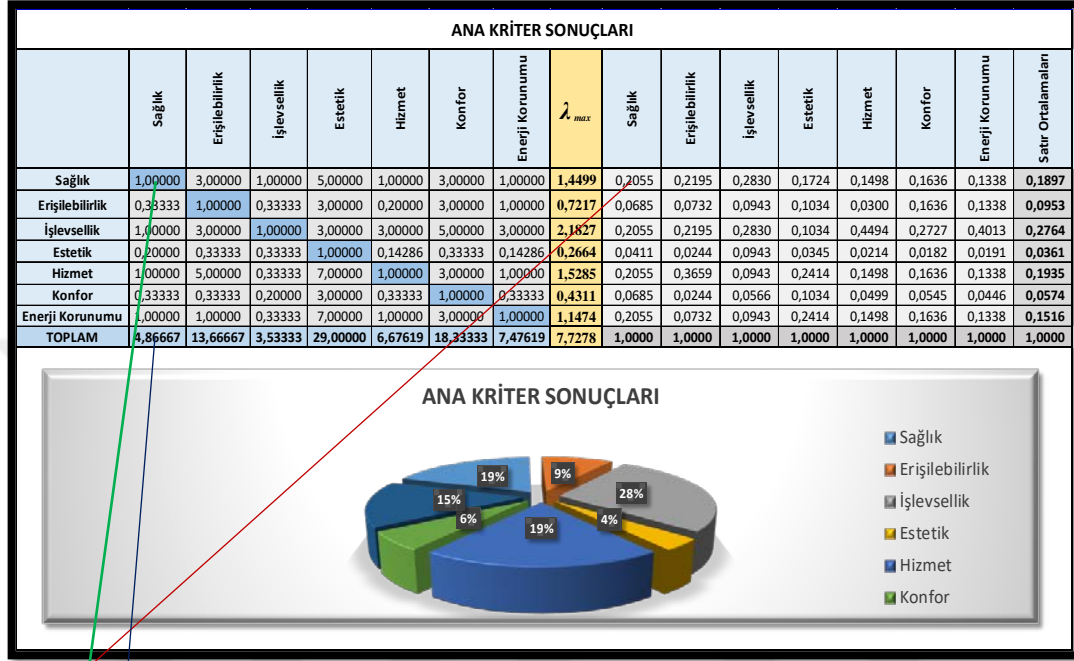 ANA KRİTER SONUÇLARI
Sağlık Erişilebilirlik İşlevsellik Estetik Hizmet Konfor Enerji Korunumu λ max Sağlık Erişilebilirlik İşlevsellik Estetik Hizmet Konfor Enerji Korunumu Satır Ortalamaları
Sağlık 1,00000 3,00000 1,00000 5,00000 1,00000 3,00000 1,00000 1,4499 0,2055 0,2195 0,2830 0,1724 0,1498 0,1636 0,1338 0,1897
Erişilebilirlik 0,33333 1,00000 0,33333 3,00000 0,20000 3,00000 1,00000 0,7217 0,0685 0,0732 0,0943 0,1034 0,0300 0,1636 0,1338 0,0953
İşlevsellik 1,00000 3,00000 1,00000 3,00000 3,00000 5,00000 3,00000 2,1827 0,2055 0,2195 0,2830 0,1034 0,4494 0,2727 0,4013 0,2764
Estetik 0,20000 0,33333 0,33333 1,00000 0,14286 0,33333 0,14286 0,2664 0,0411 0,0244 0,0943 0,0345 0,0214 0,0182 0,0191 0,0361
Hizmet 1,00000 5,00000 0,33333 7,00000 1,00000 3,00000 1,00000 1,5285 0,2055 0,3659 0,0943 0,2414 0,1498 0,1636 0,1338 0,1935
Konfor 0,33333 0,33333 0,20000 3,00000 0,33333 1,00000 0,33333 0,4311 0,0685 0,0244 0,0566 0,1034 0,0499 0,0545 0,0446 0,0574
Enerji Korunumu 1,00000 1,00000 0,33333 7,00000 1,00000 3,00000 1,00000 1,1474 0,2055 0,0732 0,0943 0,2414 0,1498 0,1636 0,1338 0,1516
TOPLAM 4,86667 13,66667 3,53333 29,00000 6,67619 18,33333 7,47619 7,7278 1,0000 1,0000 1,0000 1,0000 1,0000 1,0000 1,0000 1,0000
ANA KRİTER SONUÇLARI
19% 9%
28%
15%
6% 19% 4%
Sağlık
Erişilebilirlik
İşlevsellik
Estetik
Hizmet
Konfor